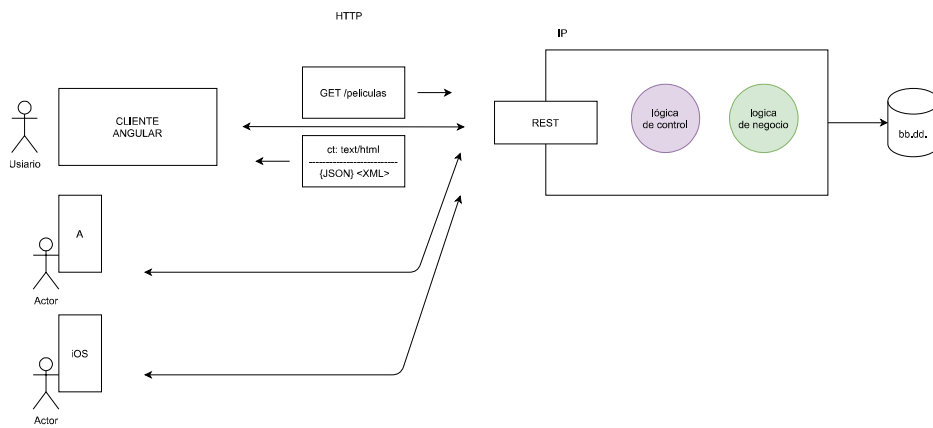 HTTP
IP
GET /peliculas
CLIENTE
ANGULAR
REST
lógica
de control
logica
de negocio
bb.dd.
Usiario
ct: text/html
------------------------------
{JSON} <XML>
A
Actor
iOS
Actor